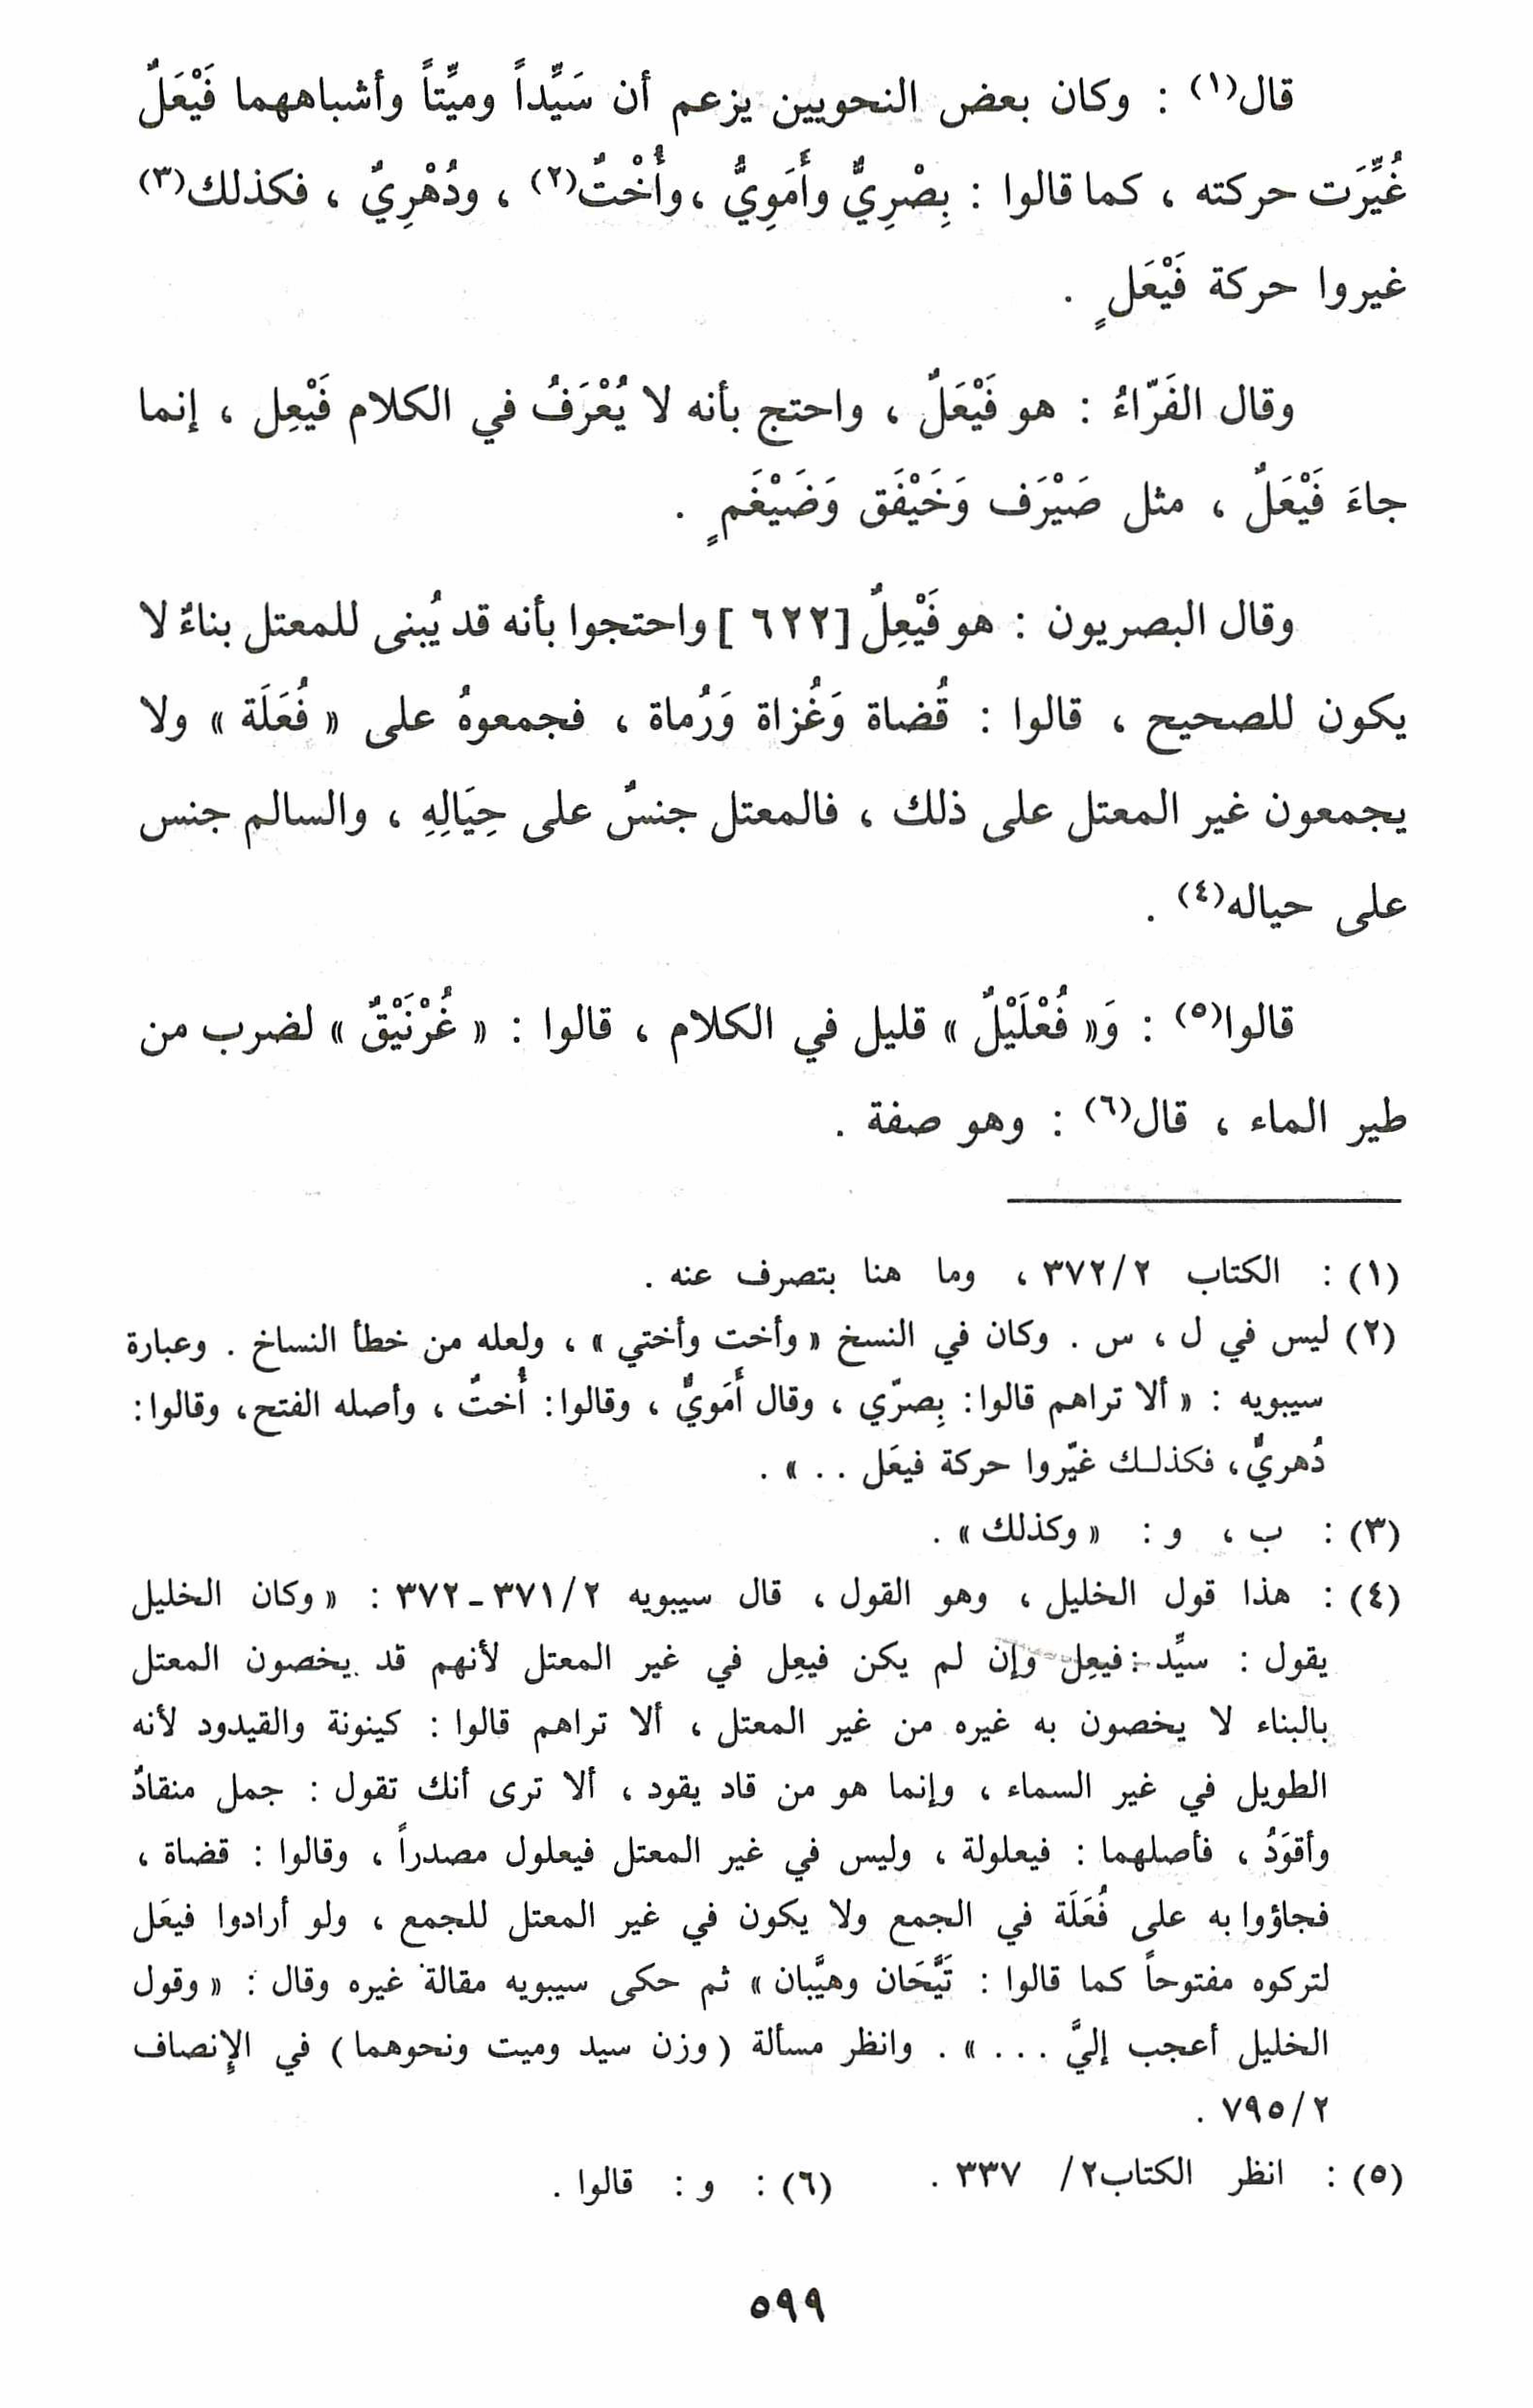 قال(١) : وكان بعض النحويين يزعم أن سَيِّداً وميِّتاً وأشباههما فَيْعَلٌ
غُيِّرَت حركته ، كما قالوا : بِصْرِيٌّ وأَمَوِيٌّ ، وأُخْتٌ(٢) ، ودُهْرِيٌ ، فكذلك(٣)
غيروا حركة فَيْعَلٍ .
وقال الفَرّاءُ : هو فَيْعَلٌ ، واحتج بأنه لا يُعْرَفُ في الكلام فَيْعِل ، إنما
جاءَ فَيْعَلٌ ، مثل صَيْرَف وَخَيْفَق وَضَيْغَمٍ .
وقال البصريون : هو فَيْعِلٌ [٦٢٢] واحتجوا بأنه قد يُبنى للمعتل بناءٌ لا
يكون للصحيح ، قالوا : قُضاة وَغُزاة وَرُماة ، فجمعوهُ على « فُعَلَة » ولا
يجمعون غير المعتل على ذلك ، فالمعتل جنسٌ على حِيَالِهِ ، والسالم جنس
على حياله(٤) .
قالوا(٥) : وَ« فُعْلَيْلٌ » قليل في الكلام ، قالوا : « غُرْنَيْقٌ » لضرب من
طير الماء ، قال(٦) : وهو صفة .
(١) : الكتاب ٣٧٢/٢ ، وما هنا بتصرف عنه .
(٢) ليس في ل ، س . وكان في النسخ « وأخت وأختي » ، ولعله من خطأ النساخ . وعبارة
سيبويه : « ألا تراهم قالوا : بِصرّي ، وقال أَمَويٌّ ، وقالوا : أُختٌ ، وأصله الفتح ، وقالوا :
دُهريٌّ ، فكذلك غيّروا حركة فيعَل . . » .
(٣) : ب ، و : « وكذلك » .
(٤) : هذا قول الخليل ، وهو القول ، قال سيبويه ٣٧١/٢ - ٣٧٢ : « وكان الخليل
يقول : سيِّد : فيعِل وإن لم يكن فيعِل في غير المعتل لأنهم قد يخصون المعتل
بالبناء لا يخصون به غيره من غير المعتل ، ألا تراهم قالوا : كينونة والقيدود لأنه
الطويل في غير السماء ، وإنما هو من قاد يقود ، ألا ترى أنك تقول : جمل منقادٌ
وأقوَدُ ، فأصلهما : فيعلولة ، وليس في غير المعتل فيعلول مصدراً ، وقالوا : قضاة ،
فجاؤوا به على فُعَلَة في الجمع ولا يكون في غير المعتل للجمع ، ولو أرادوا فيعَل
لتركوه مفتوحاً كما قالوا : تَيَّحَان وهيَّبان » ثم حكى سيبويه مقالة غيره وقال : « وقول
الخليل أعجب إليَّ . . . » . وانظر مسألة ( وزن سيد وميت ونحوهما ) في الإنصاف
٧٩٥/٢ .
(٥) : انظر الكتاب٢/ ٣٣٧ . (٦) : و : قالوا .
٥٩٩